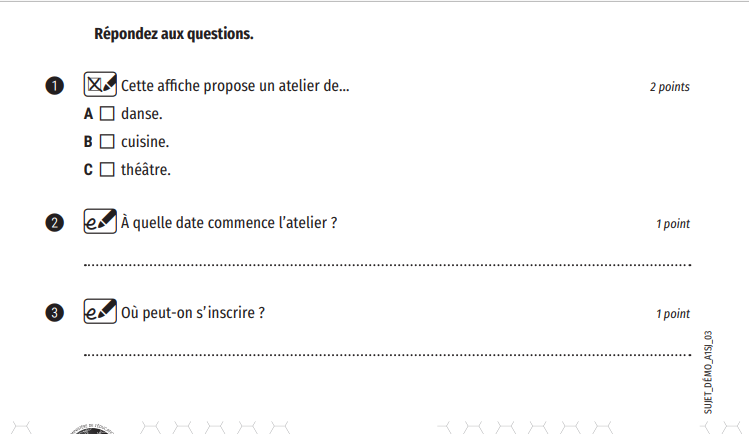 Répondez aux questions.
1 Cette affiche propose un atelier de... 2 points
A danse.
B cuisine.
C théâtre.
2 À quelle date commence l'atelier ? 1 point
3 Où peut-on s'inscrire ? 1 point
SUJET_DÉMO_A1SJ_03